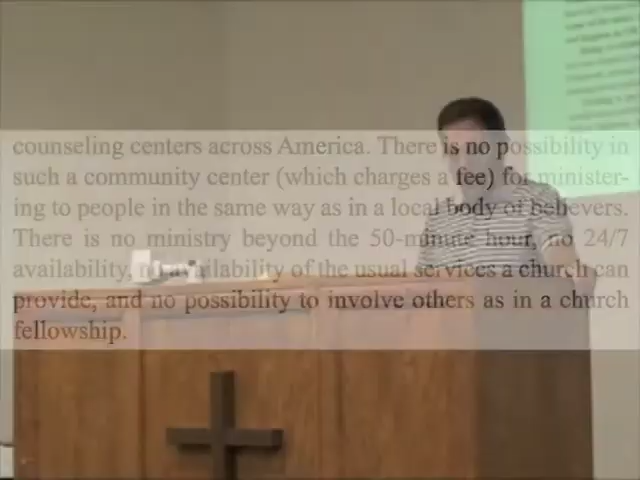 counseling centers across America. There is no possibility in
such a community center (which charges a fee) for minister-
ing to people in the same way as in a local body of believers.
There is no ministry beyond the 50-minute hour, no 24/7
availability, no availability of the usual services a church can
provide, and no possibility to involve others as in a church
fellowship.